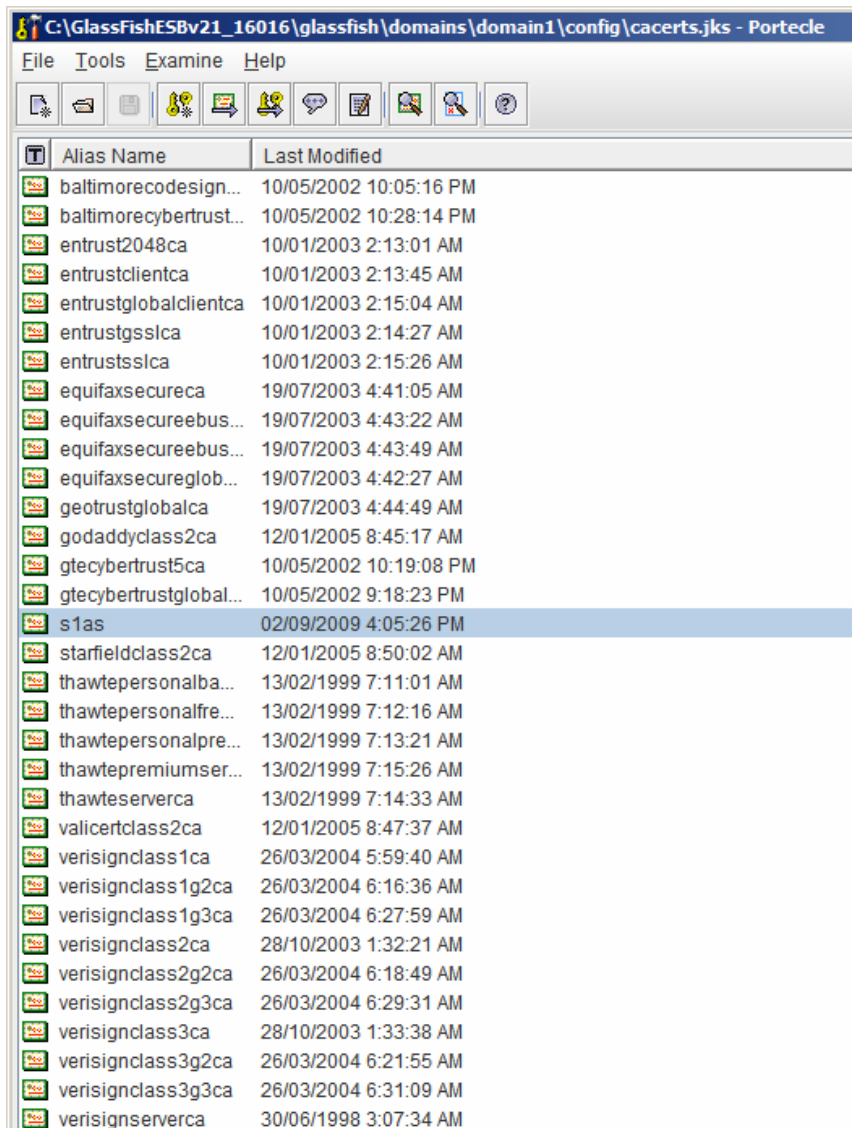 C:\GlassFishESBv21_16016\glassfish\domains\domain1\config\cacerts.jks - Portecle
File Tools Examine Help
T Alias Name Last Modified
baltimorecodesign... 10/05/2002 10:05:16 PM
baltimorecybertrust... 10/05/2002 10:28:14 PM
entrust2048ca 10/01/2003 2:13:01 AM
entrustclientca 10/01/2003 2:13:45 AM
entrustglobalclientca 10/01/2003 2:15:04 AM
entrustgsslca 10/01/2003 2:14:27 AM
entrustsslca 10/01/2003 2:15:26 AM
equifaxsecureca 19/07/2003 4:41:05 AM
equifaxsecureebus... 19/07/2003 4:43:22 AM
equifaxsecureebus... 19/07/2003 4:43:49 AM
equifaxsecureglob... 19/07/2003 4:42:27 AM
geotrustglobalca 19/07/2003 4:44:49 AM
godaddyclass2ca 12/01/2005 8:45:17 AM
gtecybertrust5ca 10/05/2002 10:19:08 PM
gtecybertrustglobal... 10/05/2002 9:18:23 PM
s1as 02/09/2009 4:05:26 PM
starfieldclass2ca 12/01/2005 8:50:02 AM
thawtepersonalba... 13/02/1999 7:11:01 AM
thawtepersonalfre... 13/02/1999 7:12:16 AM
thawtepersonalpre... 13/02/1999 7:13:21 AM
thawtepremiumser... 13/02/1999 7:15:26 AM
thawteserverca 13/02/1999 7:14:33 AM
valicertclass2ca 12/01/2005 8:47:37 AM
verisignclass1ca 26/03/2004 5:59:40 AM
verisignclass1g2ca 26/03/2004 6:16:36 AM
verisignclass1g3ca 26/03/2004 6:27:59 AM
verisignclass2ca 28/10/2003 1:32:21 AM
verisignclass2g2ca 26/03/2004 6:18:49 AM
verisignclass2g3ca 26/03/2004 6:29:31 AM
verisignclass3ca 28/10/2003 1:33:38 AM
verisignclass3g2ca 26/03/2004 6:21:55 AM
verisignclass3g3ca 26/03/2004 6:31:09 AM
verisignserverca 30/06/1998 3:07:34 AM